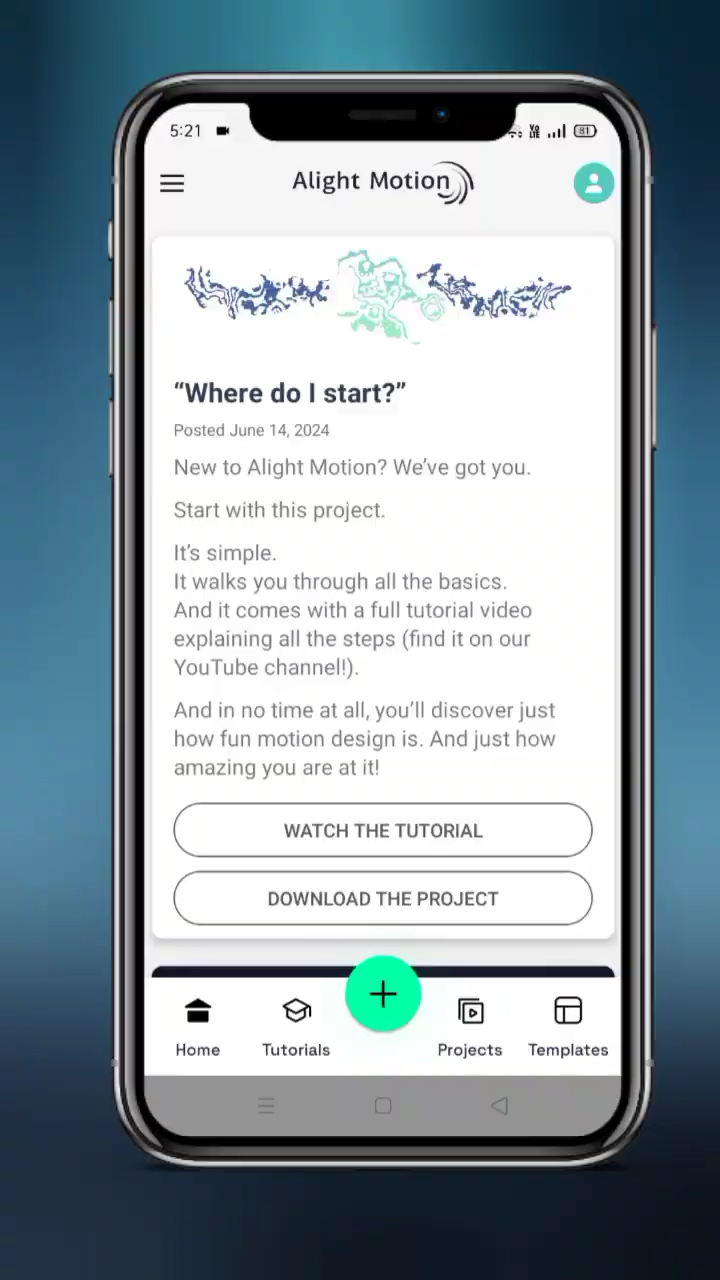 5:21
VO LTE 81
Alight Motion
“Where do I start?”
Posted June 14, 2024
New to Alight Motion? We’ve got you.
Start with this project.
It’s simple.
It walks you through all the basics.
And it comes with a full tutorial video
explaining all the steps (find it on our
YouTube channel!).
And in no time at all, you’ll discover just
how fun motion design is. And just how
amazing you are at it!
WATCH THE TUTORIAL
DOWNLOAD THE PROJECT
Home Tutorials Projects Templates